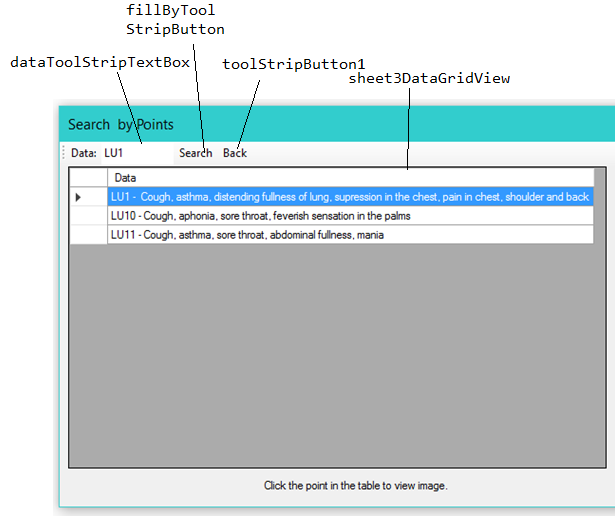 fillByTool
StripButton
dataToolStripTextBox
toolStripButton1
sheet3DataGridView
Search by Points
Data: LU1 Search Back
Data
LU1 - Cough, asthma, distending fullness of lung, supression in the chest, pain in chest, shoulder and back
LU10 - Cough, aphonia, sore throat, feverish sensation in the palms
LU11 - Cough, asthma, sore throat, abdominal fullness, mania
Click the point in the table to view image.